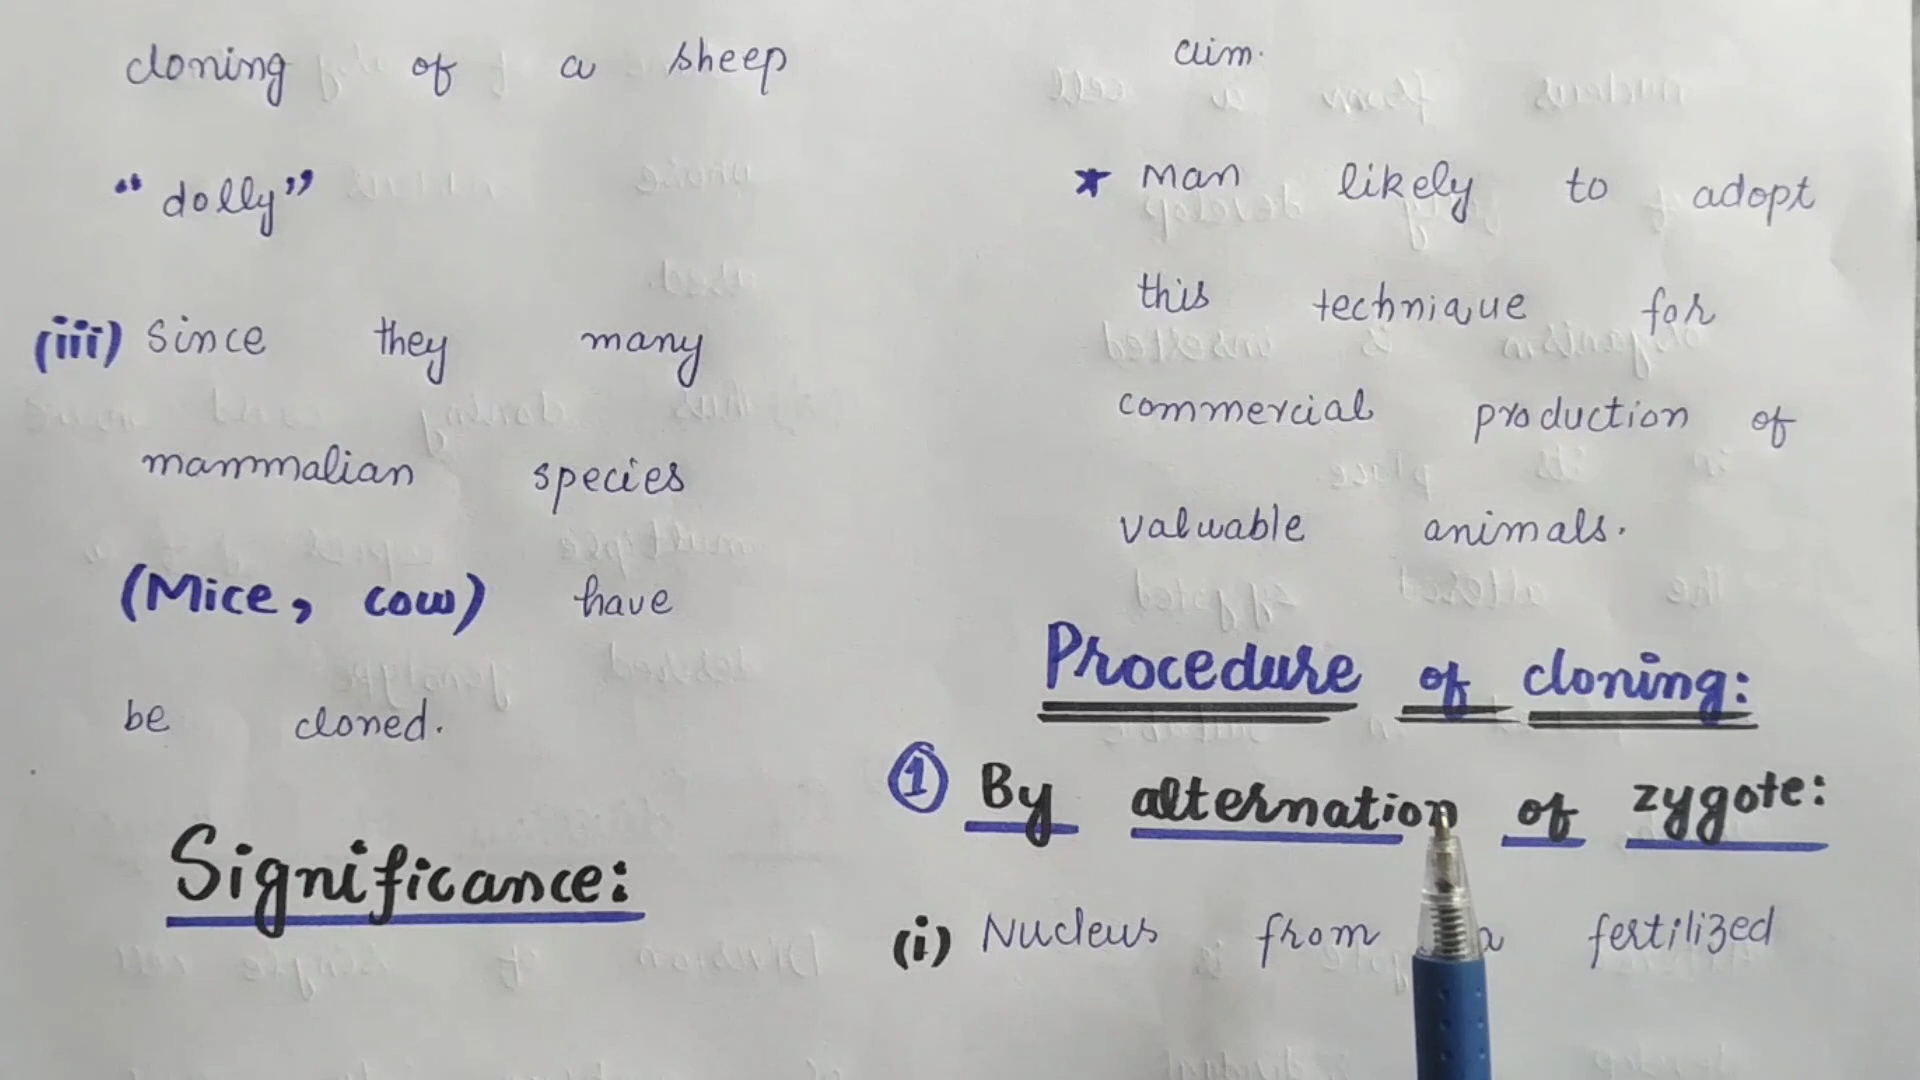 cloning of a sheep
"dolly"
(iii) Since they many
mammalian species
(Mice, cow) have
be cloned.
Significance:
aim.
* Man likely to adopt
this technique for
commercial production of
valuable animals.
Procedure of cloning:
① By alternation of zygote:
(i) Nucleus from a fertilized